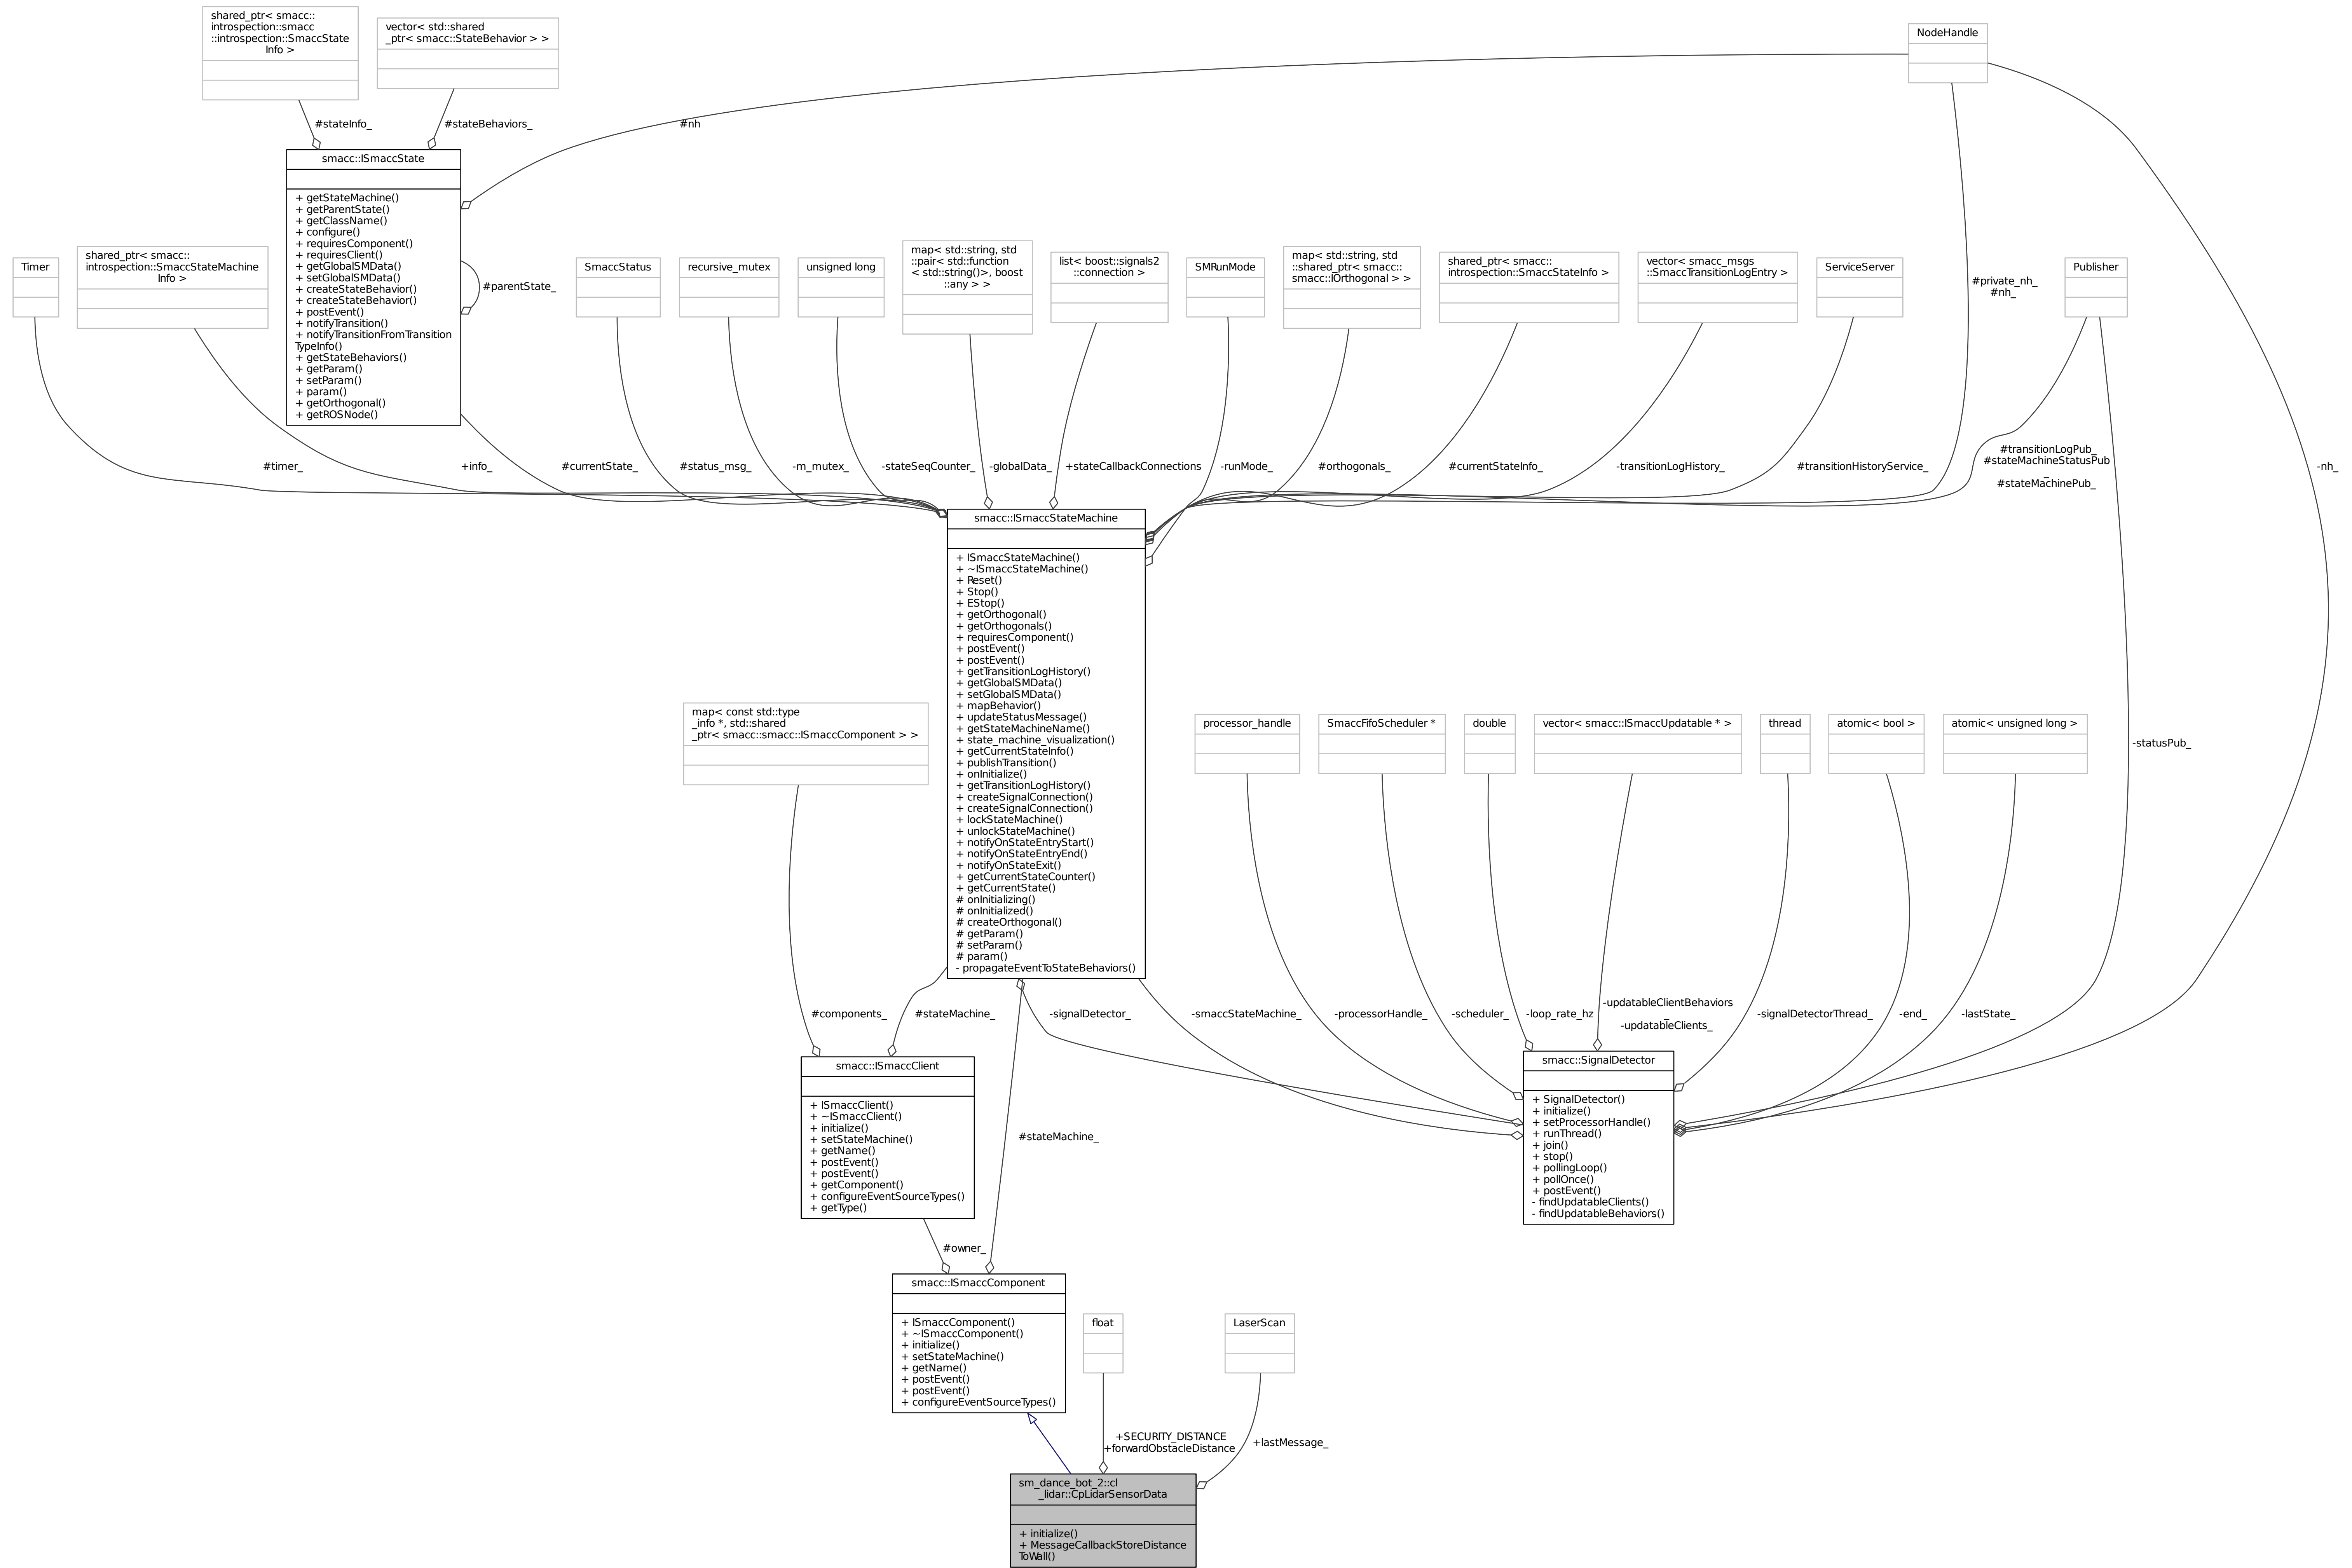 shared_ptr< smacc::
introspection::smacc
::introspection::SmaccState
Info >
vector< std::shared
_ptr< smacc::StateBehavior > >
NodeHandle
#stateInfo_
#stateBehaviors_
#nh
smacc::ISmaccState
+ getStateMachine()
+ getParentState()
+ getClassName()
+ configure()
+ requiresComponent()
+ requiresClient()
+ getGlobalSMData()
+ setGlobalSMData()
+ createStateBehavior()
+ createStateBehavior()
+ postEvent()
+ notifyTransition()
+ notifyTransitionFromTransition
TypeInfo()
+ getStateBehaviors()
+ getParam()
+ setParam()
+ param()
+ getOrthogonal()
+ getROSNode()
#parentState_
Timer
shared_ptr< smacc::
introspection::SmaccStateMachine
Info >
SmaccStatus
recursive_mutex
unsigned long
map< std::string, std
::pair< std::function
< std::string()>, boost
::any > >
list< boost::signals2
::connection >
SMRunMode
map< std::string, std
::shared_ptr< smacc::
smacc::IOrthogonal > >
shared_ptr< smacc::
introspection::SmaccStateInfo >
vector< smacc_msgs
::SmaccTransitionLogEntry >
ServiceServer
#private_nh_
#nh_
Publisher
#timer_
+info_
#currentState_
#status_msg_
-m_mutex_
-stateSeqCounter_
-globalData_
+stateCallbackConnections
-runMode_
#orthogonals_
#currentStateInfo_
-transitionLogHistory_
#transitionHistoryService_
#transitionLogPub_
#stateMachineStatusPub
_
#stateMachinePub_
-nh_
smacc::ISmaccStateMachine
+ ISmaccStateMachine()
+ ~ISmaccStateMachine()
+ Reset()
+ Stop()
+ EStop()
+ getOrthogonal()
+ getOrthogonals()
+ requiresComponent()
+ postEvent()
+ postEvent()
+ getTransitionLogHistory()
+ getGlobalSMData()
+ setGlobalSMData()
+ mapBehavior()
+ updateStatusMessage()
+ getStateMachineName()
+ state_machine_visualization()
+ getCurrentStateInfo()
+ publishTransition()
+ onInitialize()
+ getTransitionLogHistory()
+ createSignalConnection()
+ createSignalConnection()
+ lockStateMachine()
+ unlockStateMachine()
+ notifyOnStateEntryStart()
+ notifyOnStateEntryEnd()
+ notifyOnStateExit()
+ getCurrentStateCounter()
+ getCurrentState()
# onInitializing()
# onInitialized()
# createOrthogonal()
# getParam()
# setParam()
# param()
- propagateEventToStateBehaviors()
map< const std::type
_info *, std::shared
_ptr< smacc::smacc::ISmaccComponent > >
processor_handle
SmaccFifoScheduler *
double
vector< smacc::ISmaccUpdatable * >
thread
atomic< bool >
atomic< unsigned long >
-statusPub_
#components_
#stateMachine_
-signalDetector_
-smaccStateMachine_
-processorHandle_
-scheduler_
-loop_rate_hz
-updatableClientBehaviors
_
-updatableClients_
-signalDetectorThread_
-end_
-lastState_
smacc::ISmaccClient
+ ISmaccClient()
+ ~ISmaccClient()
+ initialize()
+ setStateMachine()
+ getName()
+ postEvent()
+ postEvent()
+ getComponent()
+ configureEventSourceTypes()
+ getType()
#stateMachine_
smacc::SignalDetector
+ SignalDetector()
+ initialize()
+ setProcessorHandle()
+ runThread()
+ join()
+ stop()
+ pollingLoop()
+ pollOnce()
+ postEvent()
- findUpdatableClients()
- findUpdatableBehaviors()
#owner_
smacc::ISmaccComponent
+ ISmaccComponent()
+ ~ISmaccComponent()
+ initialize()
+ setStateMachine()
+ getName()
+ postEvent()
+ postEvent()
+ configureEventSourceTypes()
float
LaserScan
+SECURITY_DISTANCE
+forwardObstacleDistance
+lastMessage_
sm_dance_bot_2::cl
_lidar::CpLidarSensorData
+ initialize()
+ MessageCallbackStoreDistance
ToWall()